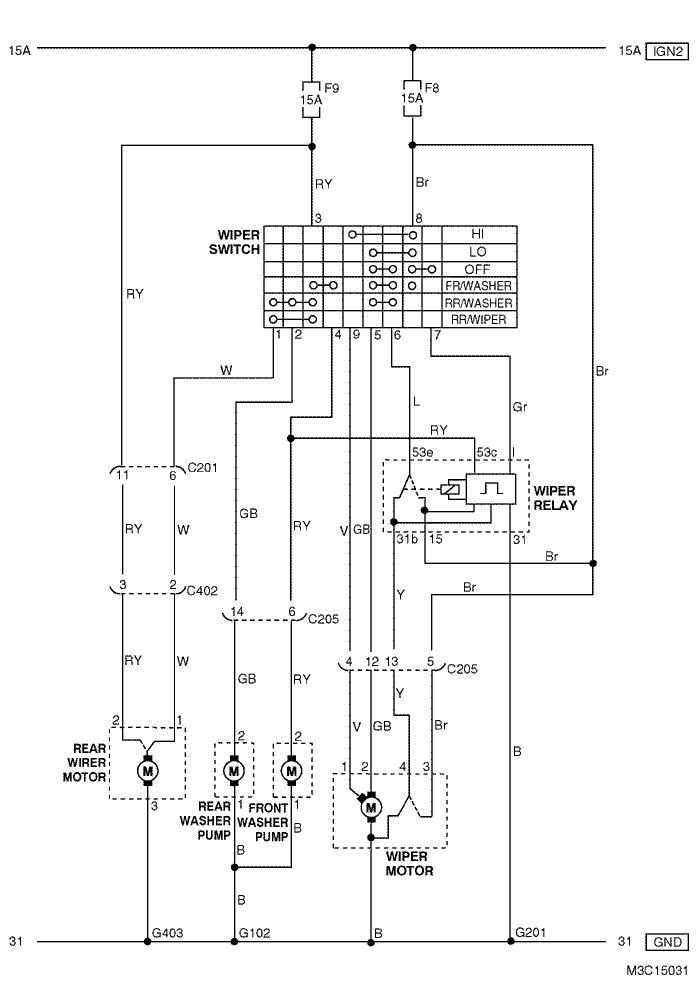 15A 15A IGN2
F9 F8
15A 15A
RY Br
3 8
WIPER
SWITCH
HI
LO
OFF
FR/WASHER
RR/WASHER
RR/WIPER
1 2 4 9 5 6 7
RY
W
Br
L
Gr
RY
53e 53c I
WIPER
RELAY
11 6 C201
GB
RY W RY V GB
31b 15 31
Br
3 2 C402
Y
Br
14 6 C205
4 12 13 5 C205
RY W
GB RY
Y
V GB Br
B
2 1
2 2
1 2 4 3
REAR
WIRER
MOTOR
M M M M
3
1 1
REAR
WASHER
PUMP
FRONT
WASHER
PUMP
B
B
WIPER
MOTOR
B
31 G403 G102 B G201 31 GND
M3C15031